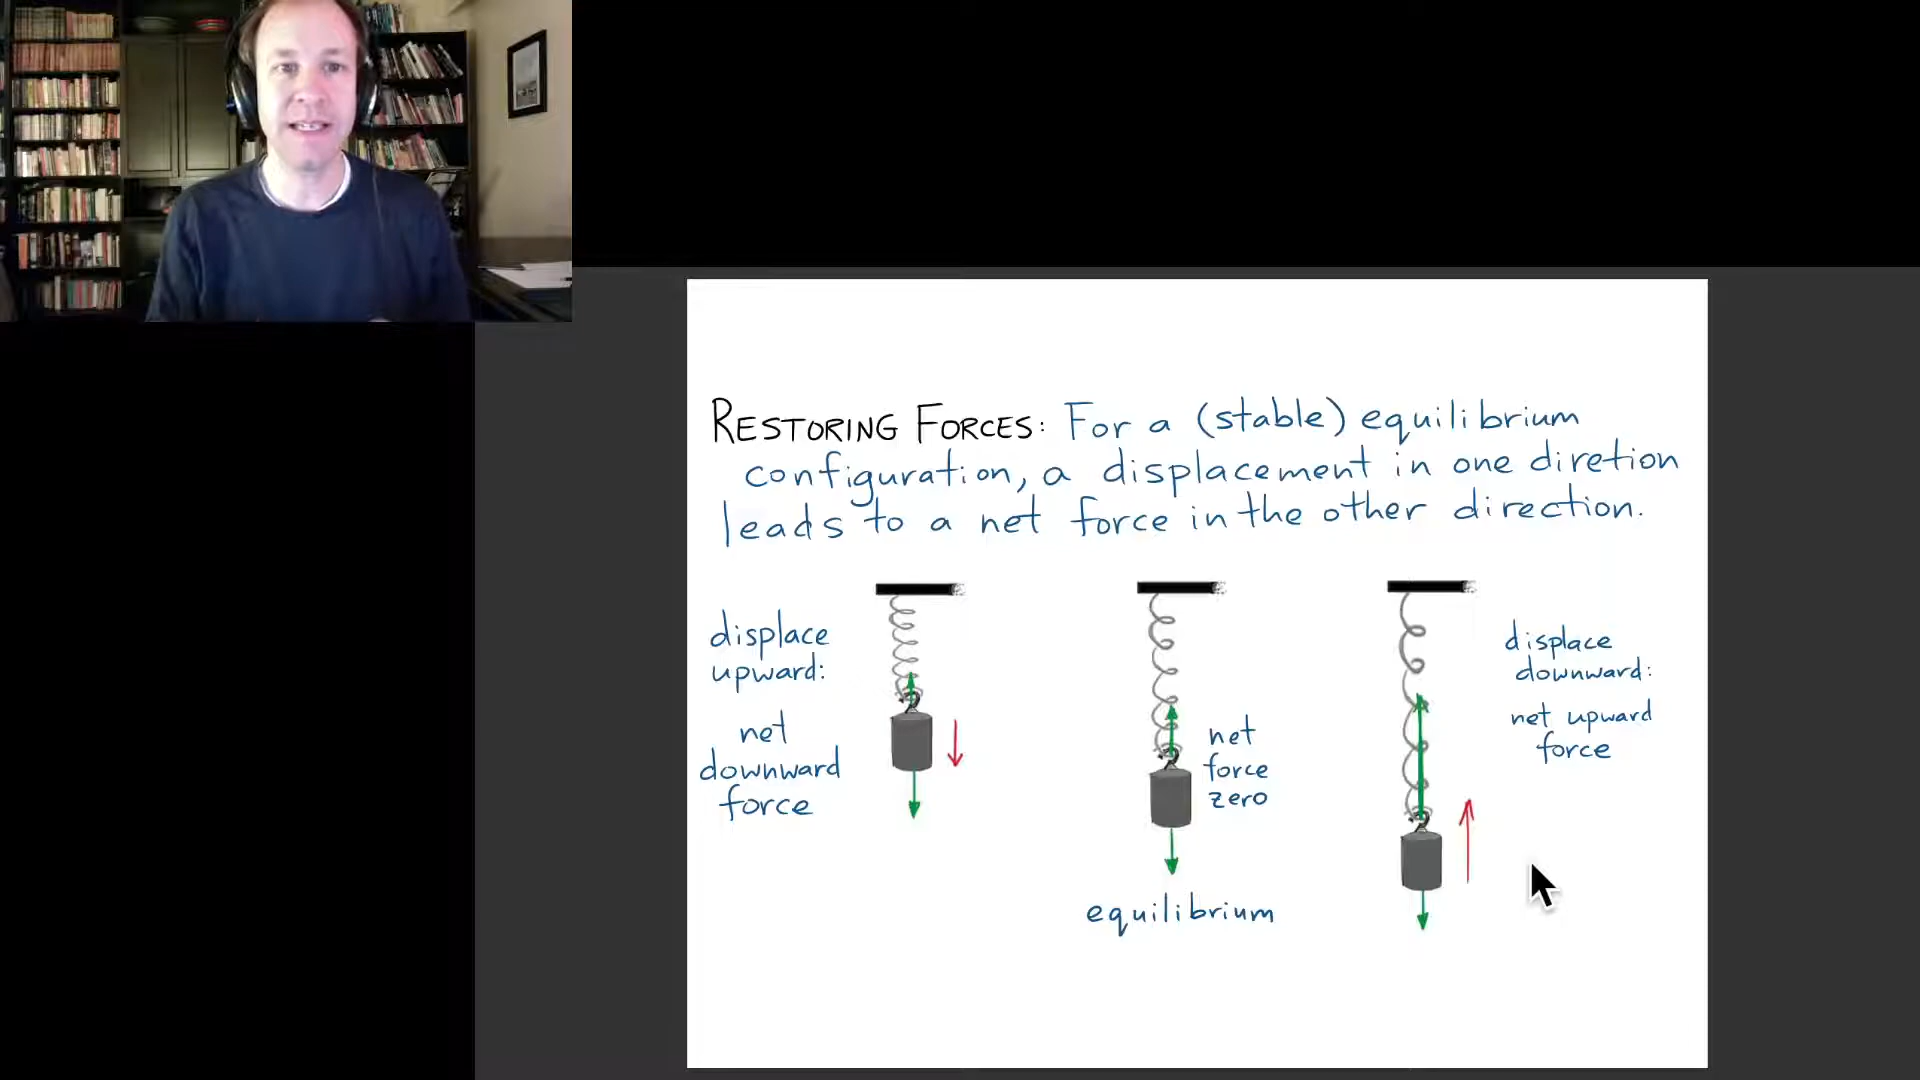 RESTORING FORCES: For a (stable) equilibrium
configuration, a displacement in one diretion
leads to a net force in the other direction.
displace
upward:
net
downward
force
net
force
zero
equilibrium
displace
downward:
net upward
force